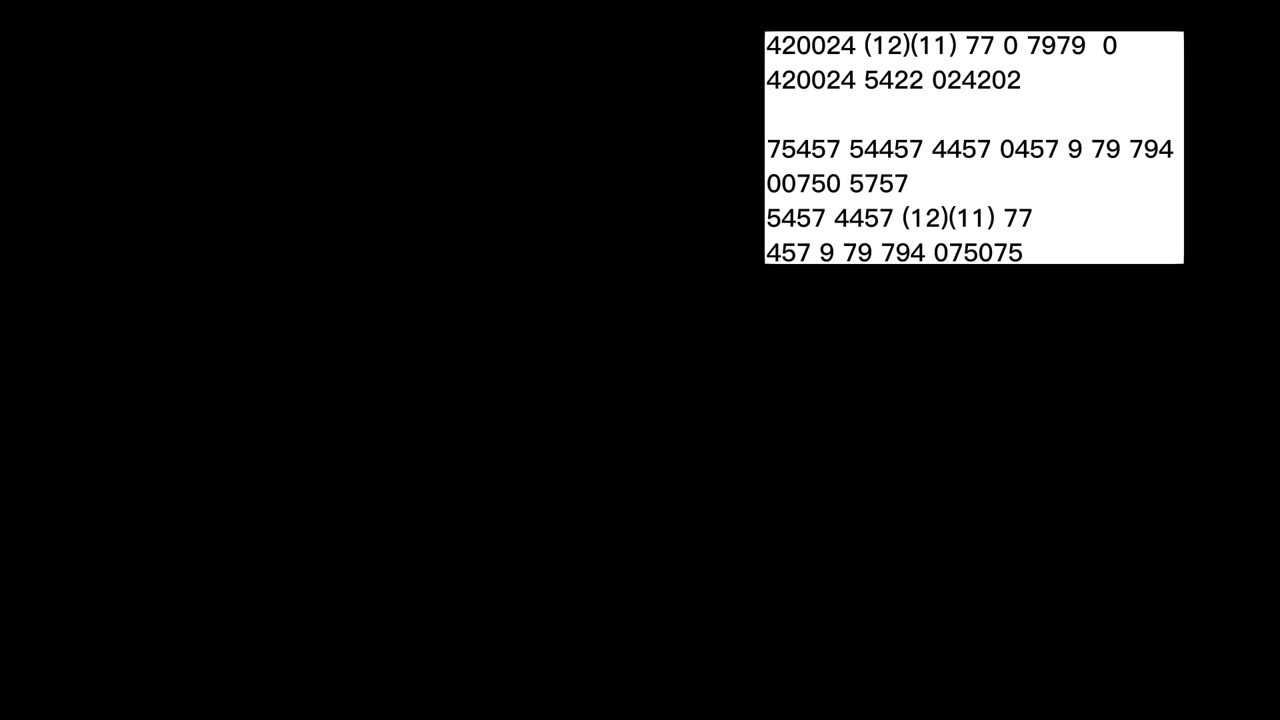 420024 (12)(11) 77 0 7979  0
420024 5422 024202
75457 54457 4457 0457 9 79 794
00750 5757
5457 4457 (12)(11) 77
457 9 79 794 075075